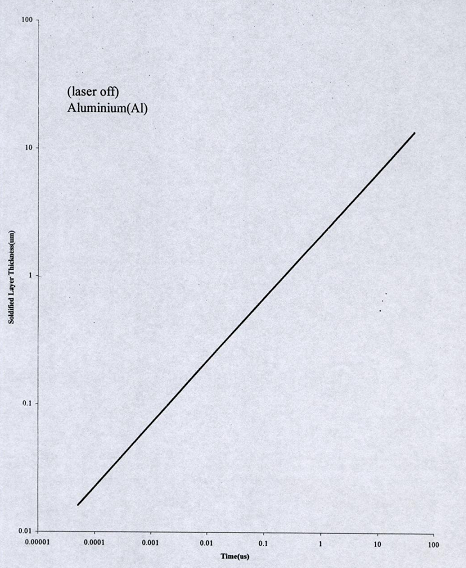 100
(laser off)
Aluminium(Al)
10
1
0.1
0.01
Soldified Layer Thickness(um)
0.00001 0.0001 0.001 0.01 0.1 1 10 100
Time(us)